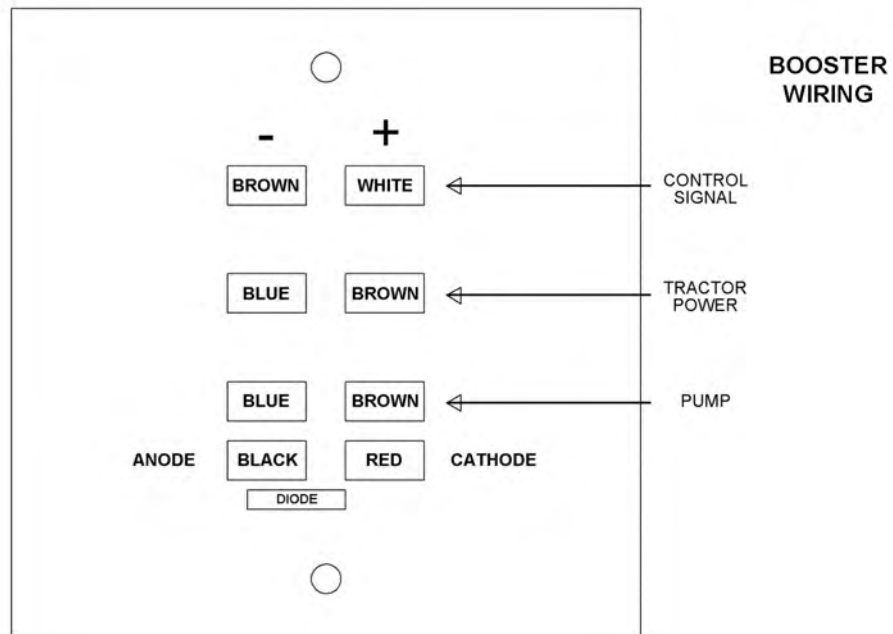 BOOSTER
WIRING
- +
BROWN WHITE CONTROL
SIGNAL
BLUE BROWN TRACTOR
POWER
BLUE BROWN PUMP
ANODE BLACK RED CATHODE
DIODE